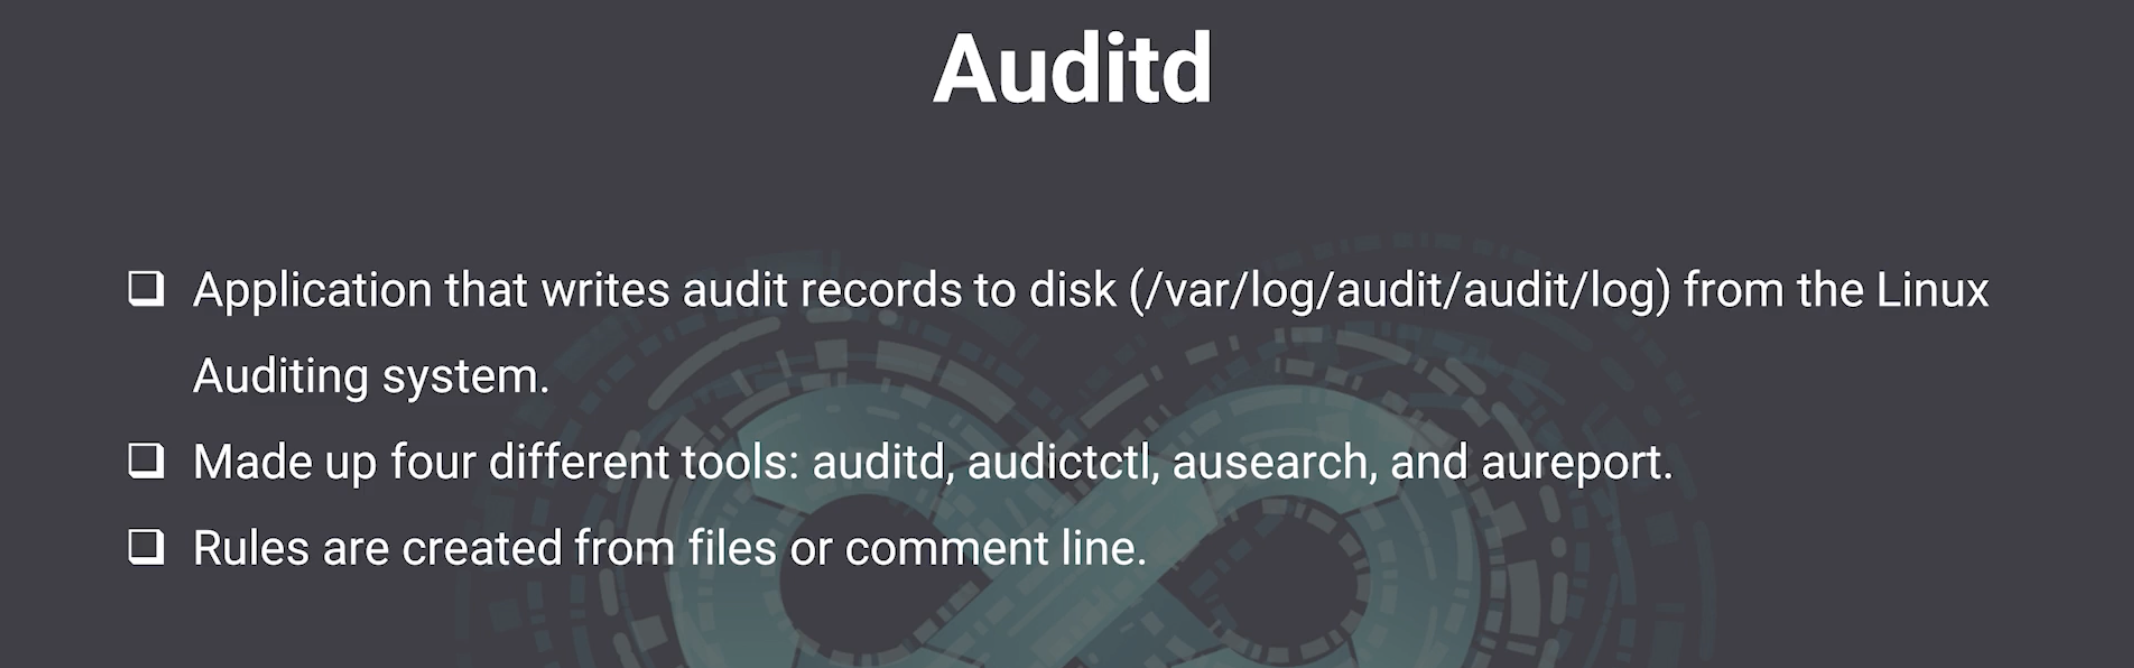 Auditd
❑ Application that writes audit records to disk (/var/log/audit/audit/log) from the Linux
Auditing system.
❑ Made up four different tools: auditd, audictctl, ausearch, and aureport.
❑ Rules are created from files or comment line.